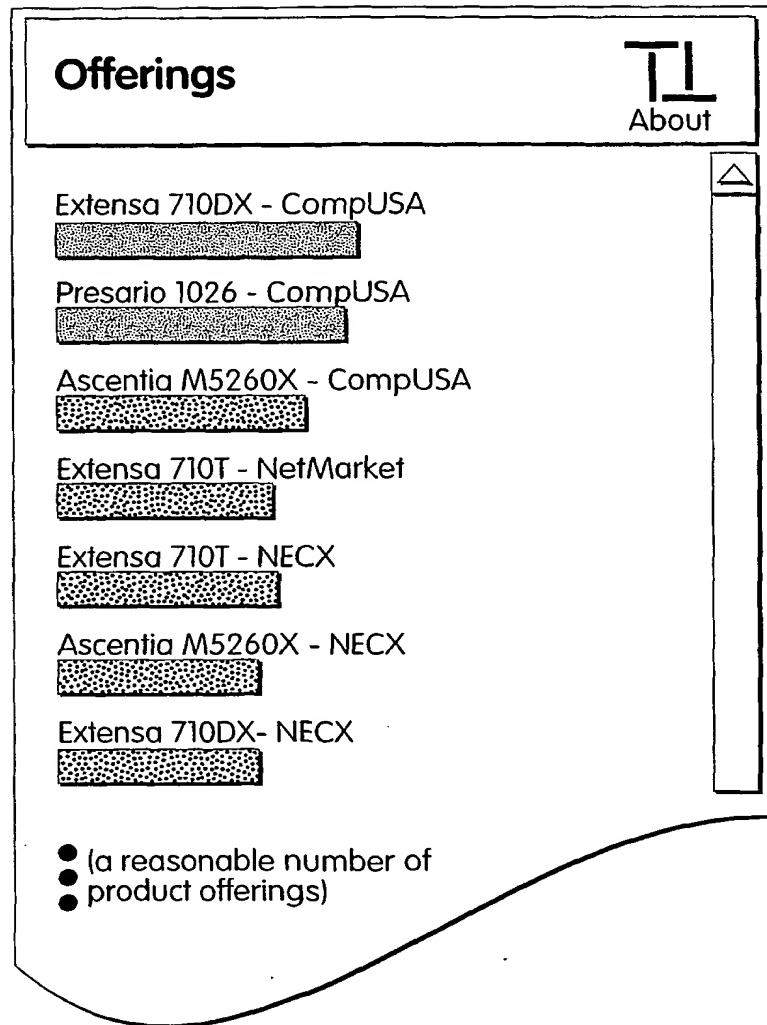 Offerings
About
Extensa 710DX - CompUSA
Presario 1026 - CompUSA
Ascentia M5260X - CompUSA
Extensa 710T - NetMarket
Extensa 710T - NECX
Ascentia M5260X - NECX
Extensa 710DX- NECX
(a reasonable number of
product offerings)